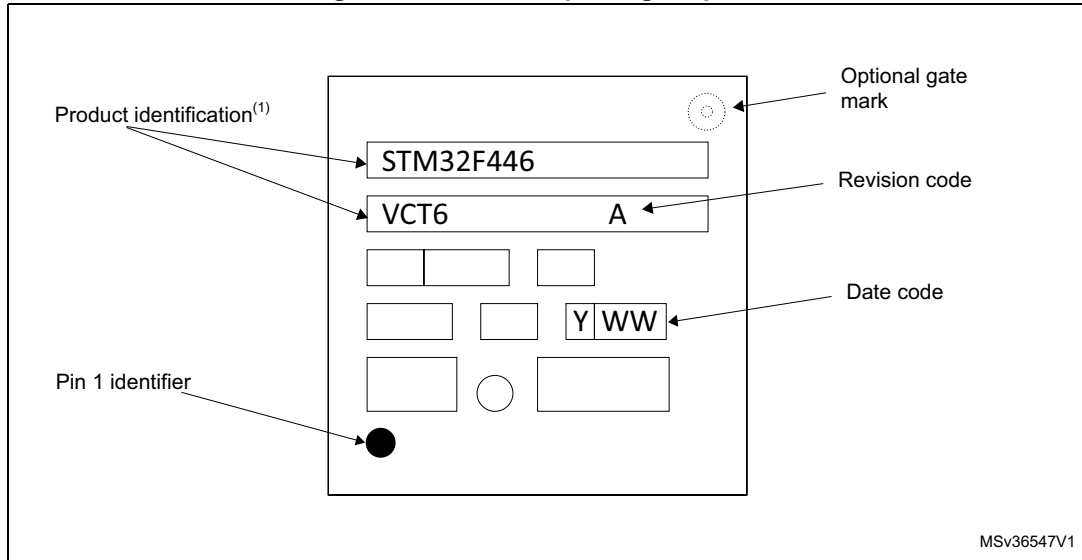 Optional gate
mark
Product identification(1)
STM32F446
Revision code
VCT6 A
Date code
Y WW
Pin 1 identifier
MSv36547V1